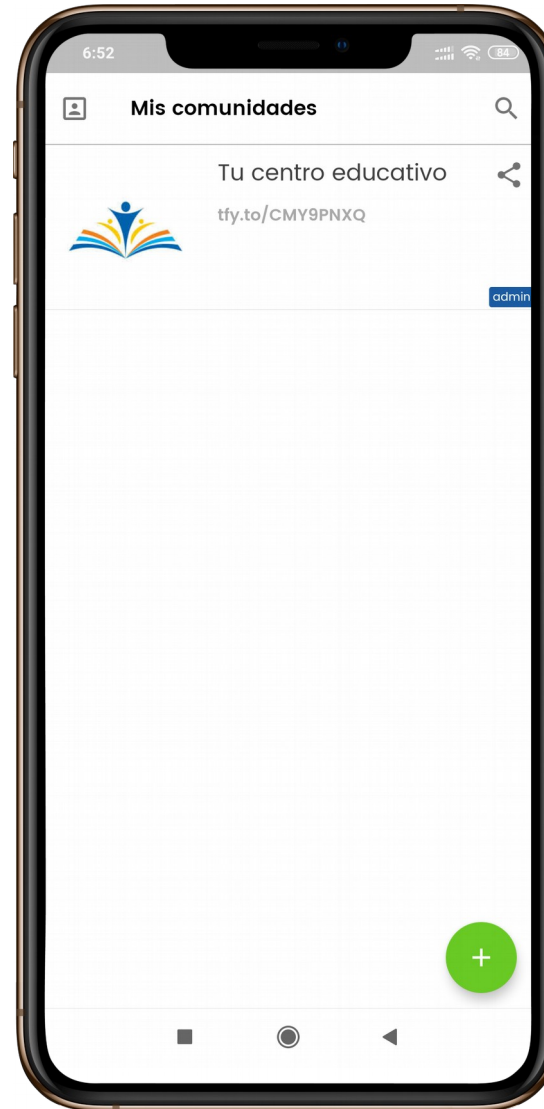 6:52
84
Mis comunidades
Tu centro educativo
tfy.to/CMY9PNXQ
admin